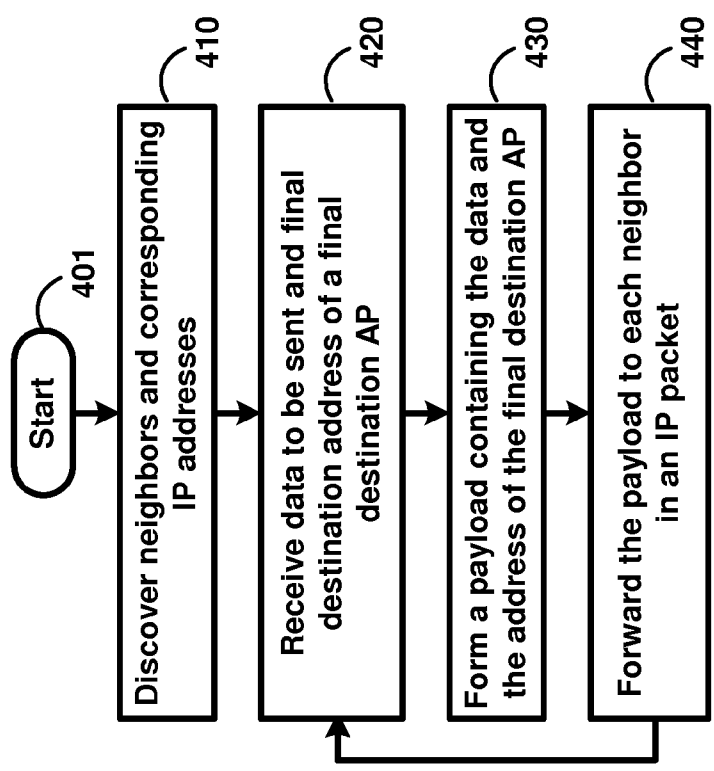 Start
401
Discover neighbors and corresponding
IP addresses
410
Receive data to be sent and final
destination address of a final
destination AP
420
Form a payload containing the data and
the address of the final destination AP
430
Forward the payload to each neighbor
in an IP packet
440